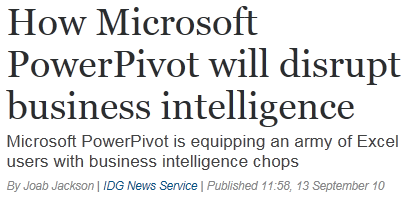 How Microsoft
PowerPivot will disrupt
business intelligence
Microsoft PowerPivot is equipping an army of Excel
users with business intelligence chops
By Joab Jackson | IDG News Service | Published 11:58, 13 September 10